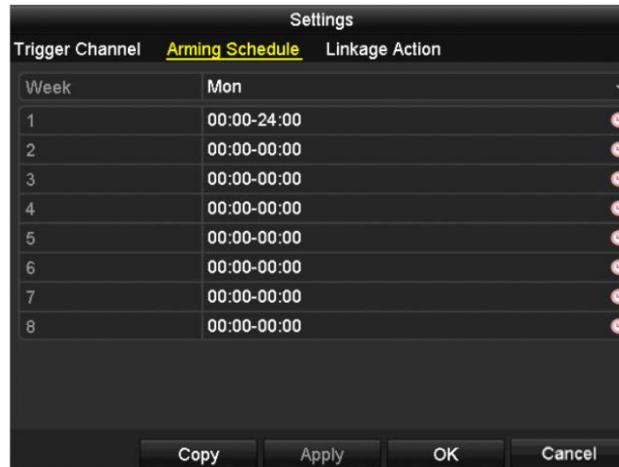 Settings
Trigger Channel Arming Schedule Linkage Action
Week Mon
1 00:00-24:00
2 00:00-00:00
3 00:00-00:00
4 00:00-00:00
5 00:00-00:00
6 00:00-00:00
7 00:00-00:00
8 00:00-00:00
Copy Apply OK Cancel